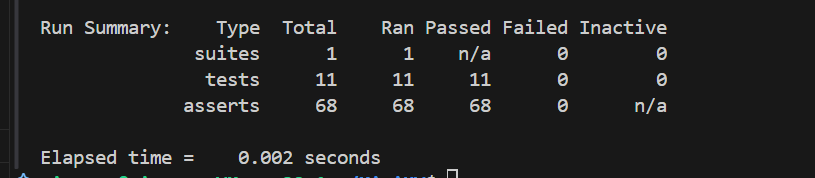 Run Summary:    Type  Total    Ran Passed Failed Inactive
              suites      1      1    n/a      0        0
               tests     11     11     11      0        0
             asserts     68     68     68      0      n/a
Elapsed time =    0.002 seconds